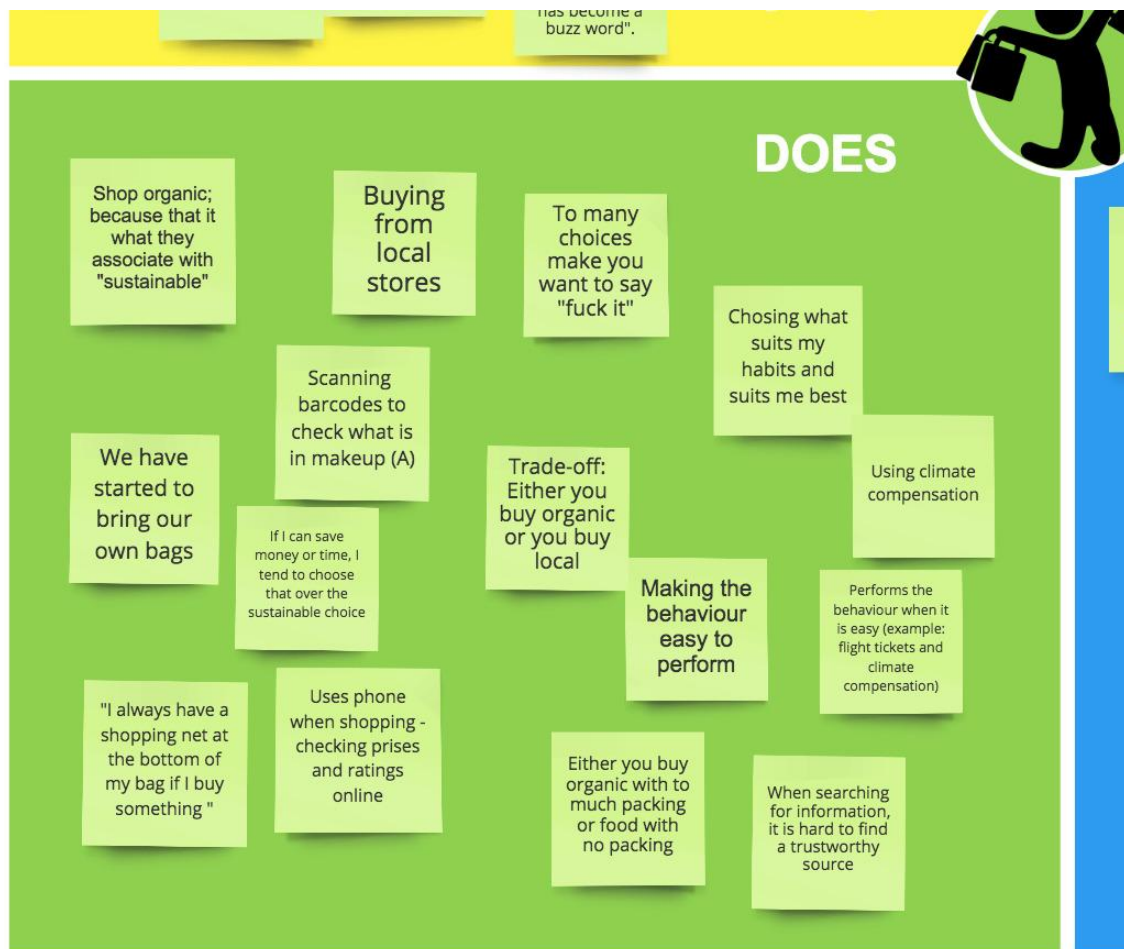 has become a
buzz word".
DOES
Shop organic;
because that it
what they
associate with
"sustainable"
Buying
from
local
stores
To many
choices
make you
want to say
"fuck it"
Chosing what
suits my
habits and
suits me best
Scanning
barcodes to
check what is
in makeup (A)
Using climate
compensation
We have
started to
bring our
own bags
Trade-off:
Either you
buy organic
or you buy
local
If I can save
money or time, I
tend to choose
that over the
sustainable choice
Making the
behaviour
easy to
perform
Performs the
behaviour when it
is easy (example:
flight tickets and
climate
compensation)
"I always have a
shopping net at
the bottom of
my bag if I buy
something "
Uses phone
when shopping -
checking prises
and ratings
online
Either you buy
organic with to
much packing
or food with
no packing
When searching
for information,
it is hard to find
a trustworthy
source